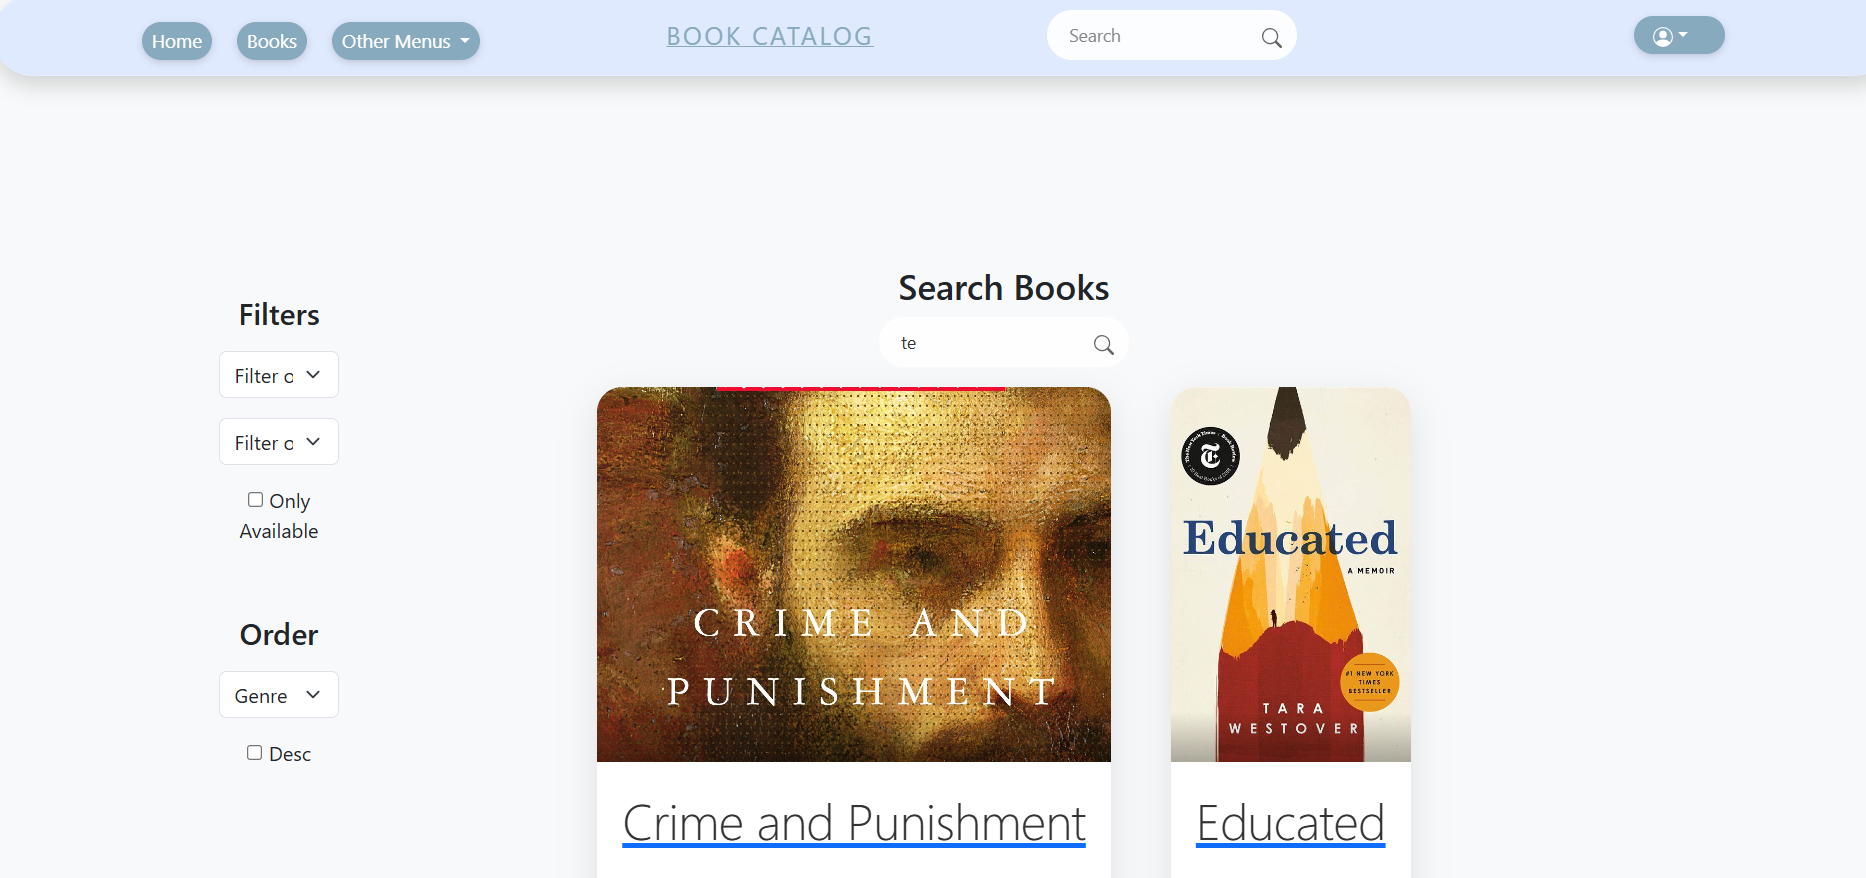 Home
Books
Other Menus
BOOK CATALOG
Search
Search Books
te
Filters
Filter o
Filter o
Only
Available
Order
Genre
Desc
CRIME AND
PUNISHMENT
Educated
A MEMOIR
#1 NEW YORK
TIMES
BESTSELLER
TARA
WESTOVER
Crime and Punishment
Educated